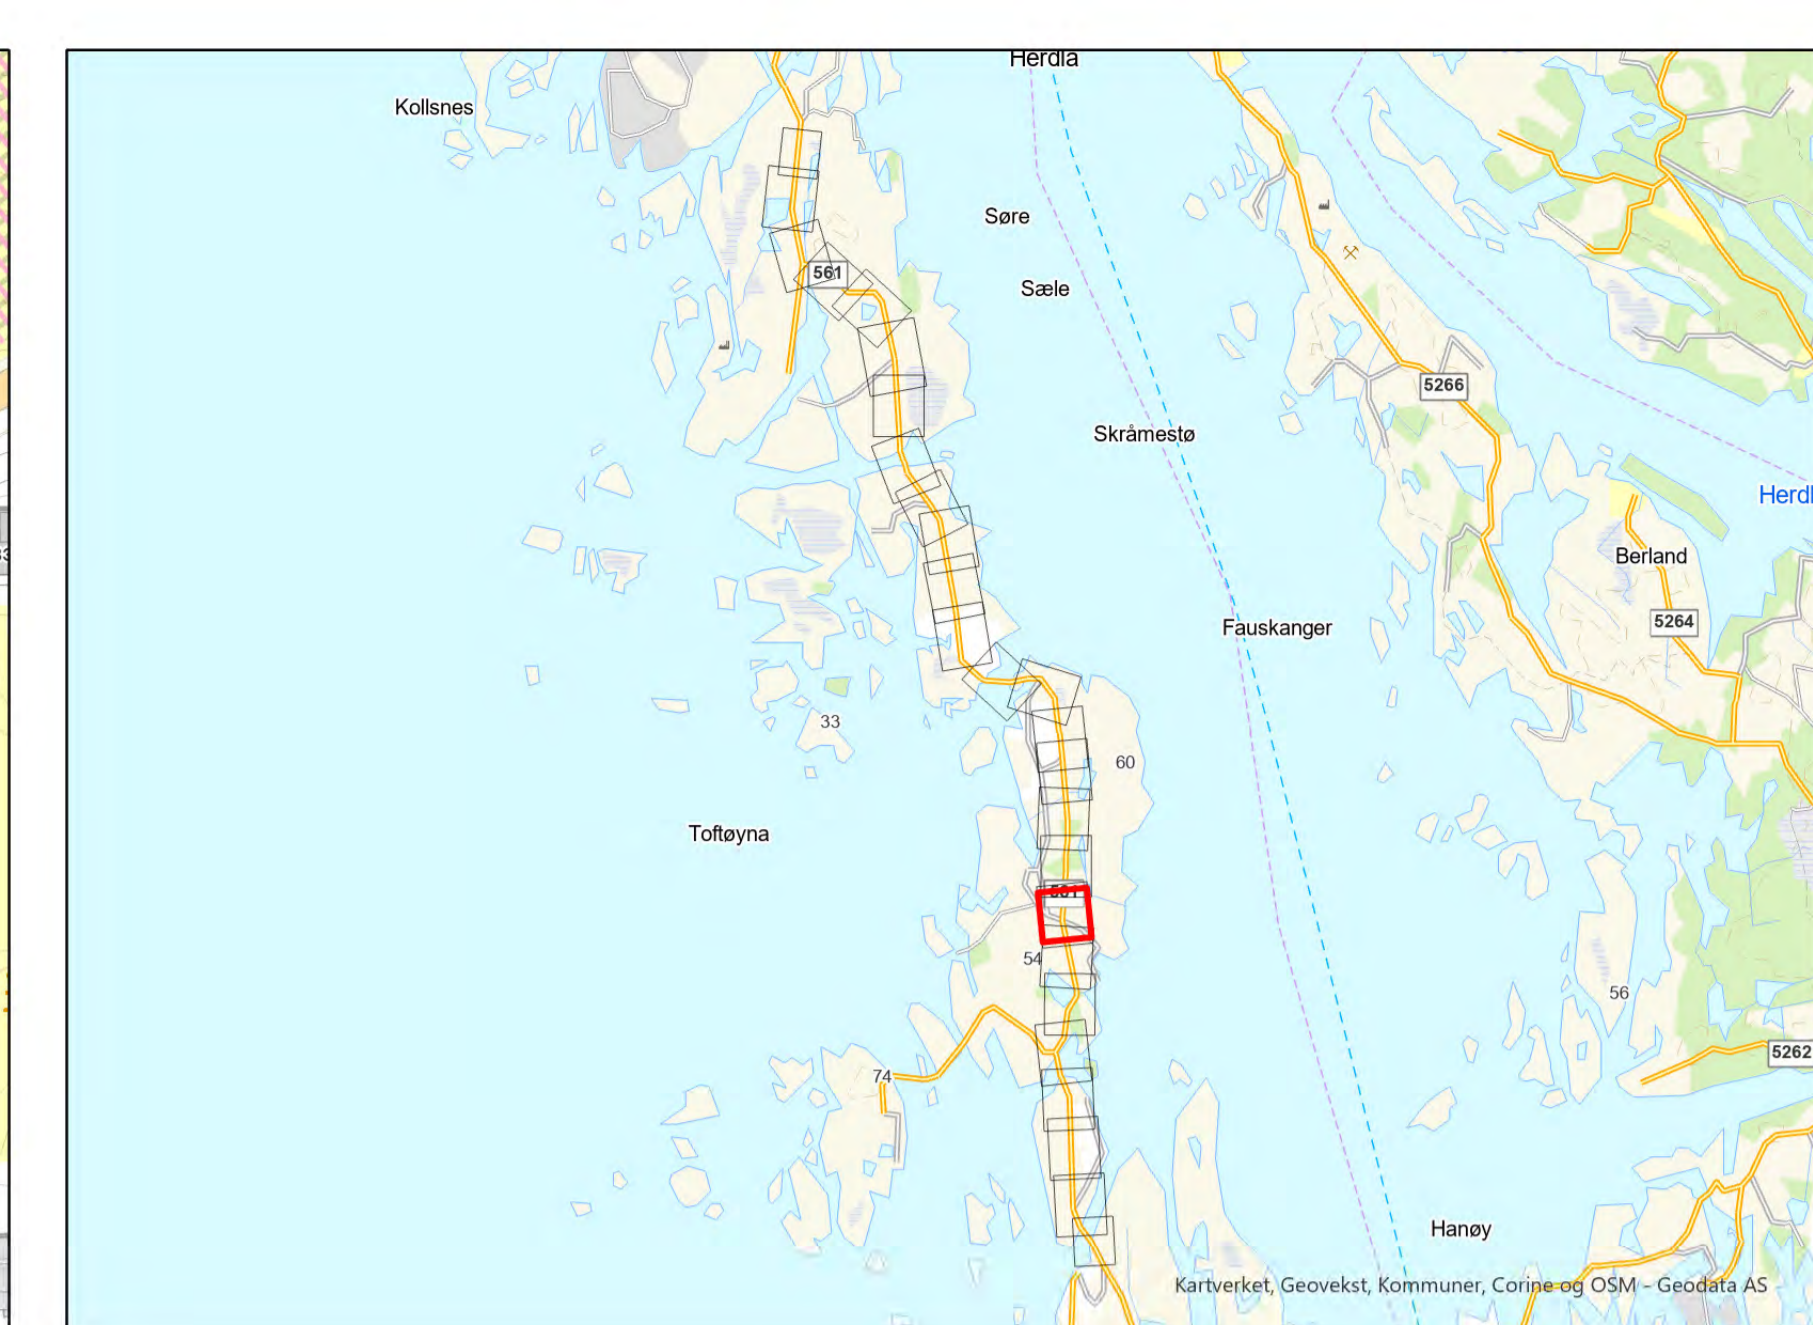 Herdla
Kollsnes
Søre
561
Sæle
5266
Skråmestø
Herdl
Berland
5264
Fauskanger
33
60
Toftøyna
561
54
56
5262
74
Hanøy
Kartverket, Geovekst, Kommuner, Corine og OSM - Geodata AS